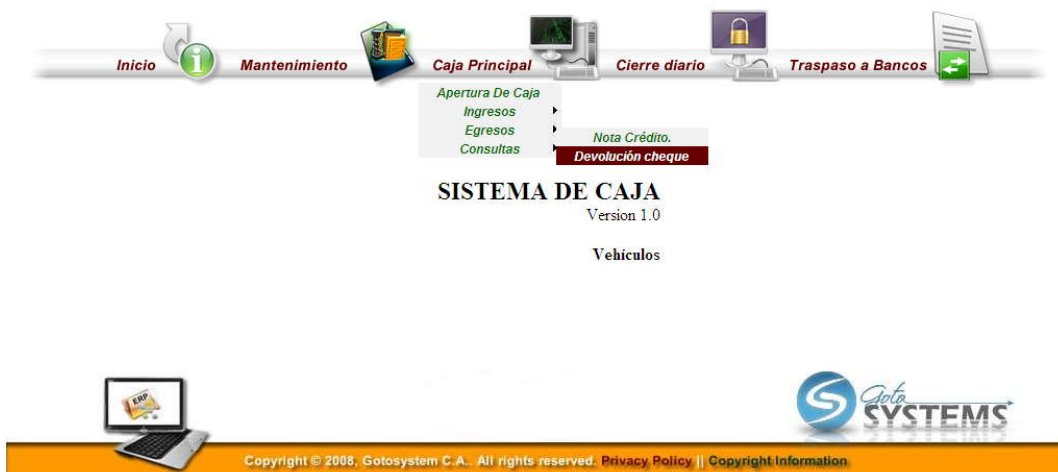 Inicio Mantenimiento Caja Principal Cierre diario Traspaso a Bancos
Apertura De Caja
Ingresos
Egresos
Consultas
Nota Crédito.
Devolución cheque
SISTEMA DE CAJA
Version 1.0
Vehículos
ERP
Goto
SYSTEMS
Copyright © 2008, Gotosystem C.A.. All rights reserved. Privacy Policy || Copyright Information